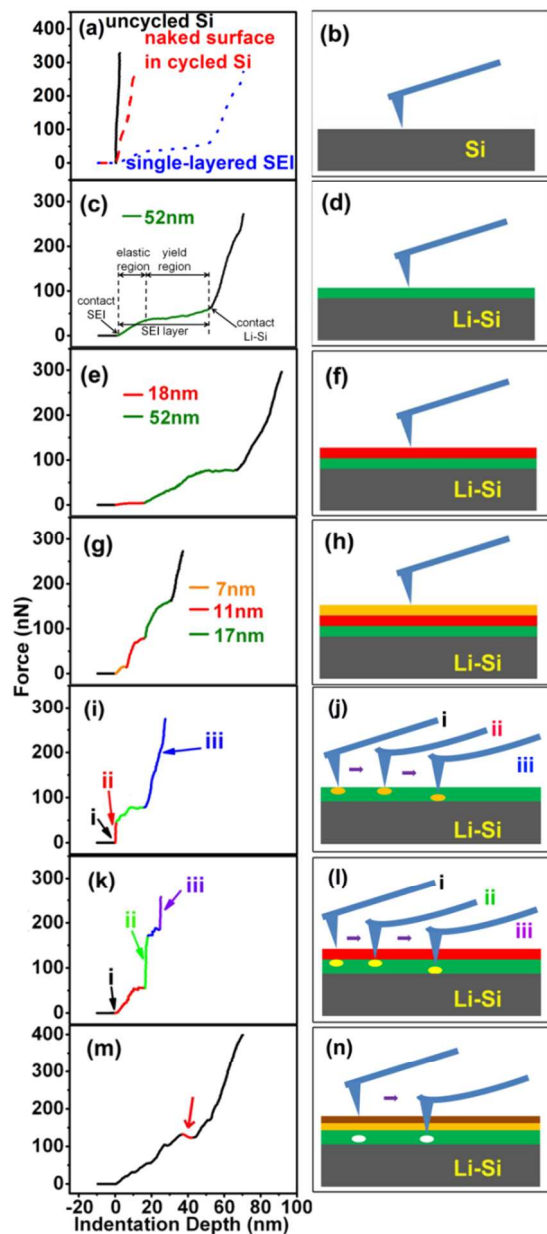 (a)
uncycled Si
naked surface
in cycled Si
single-layered SEI
400
300
200
100
0
(b)
Si
(c)
52nm
elastic
region
yield
region
contact
SEI
SEI layer
contact
Li-Si
300
200
100
0
(d)
Li-Si
(e)
18nm
52nm
300
200
100
0
(f)
Li-Si
(g)
7nm
11nm
17nm
300
200
100
0
(h)
Li-Si
Force (nN)
(i)
i
ii
iii
300
200
100
0
(j)
i
ii
iii
Li-Si
(k)
i
ii
iii
300
200
100
0
(l)
i
ii
iii
Li-Si
(m)
400
300
200
100
0
(n)
Li-Si
-20 0 20 40 60 80 100
Indentation Depth (nm)